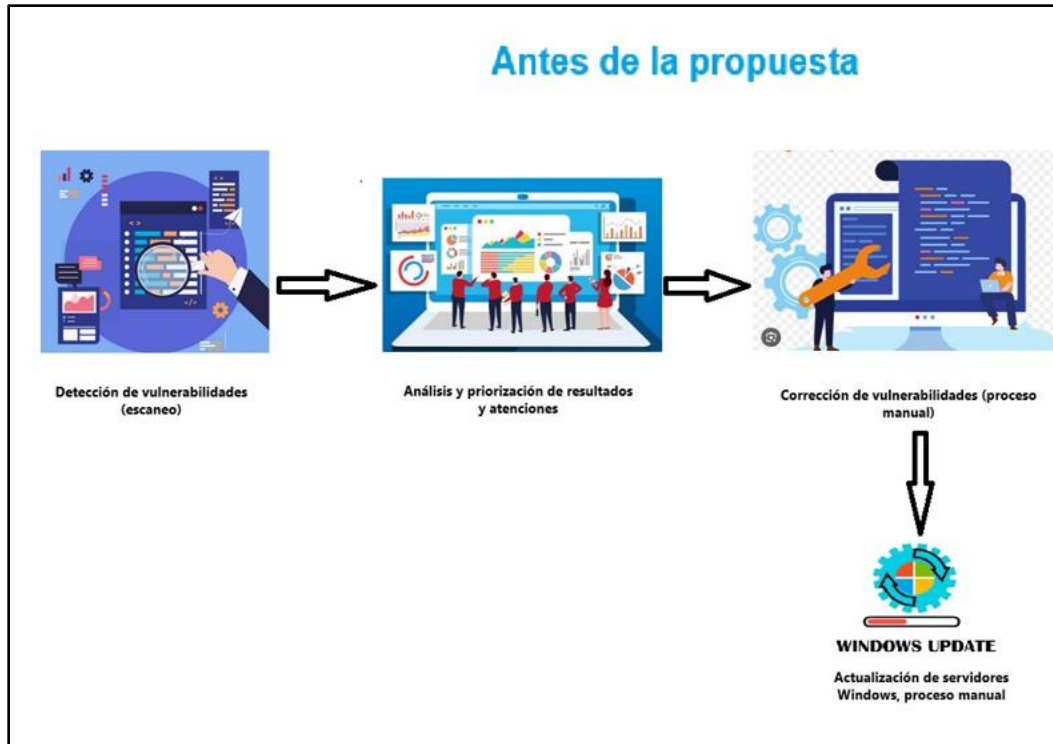 Antes de la propuesta
Detección de vulnerabilidades
(escaneo)
Análisis y priorización de resultados
y atenciones
Corrección de vulnerabilidades (proceso
manual)
WINDOWS UPDATE
Actualización de servidores
Windows, proceso manual